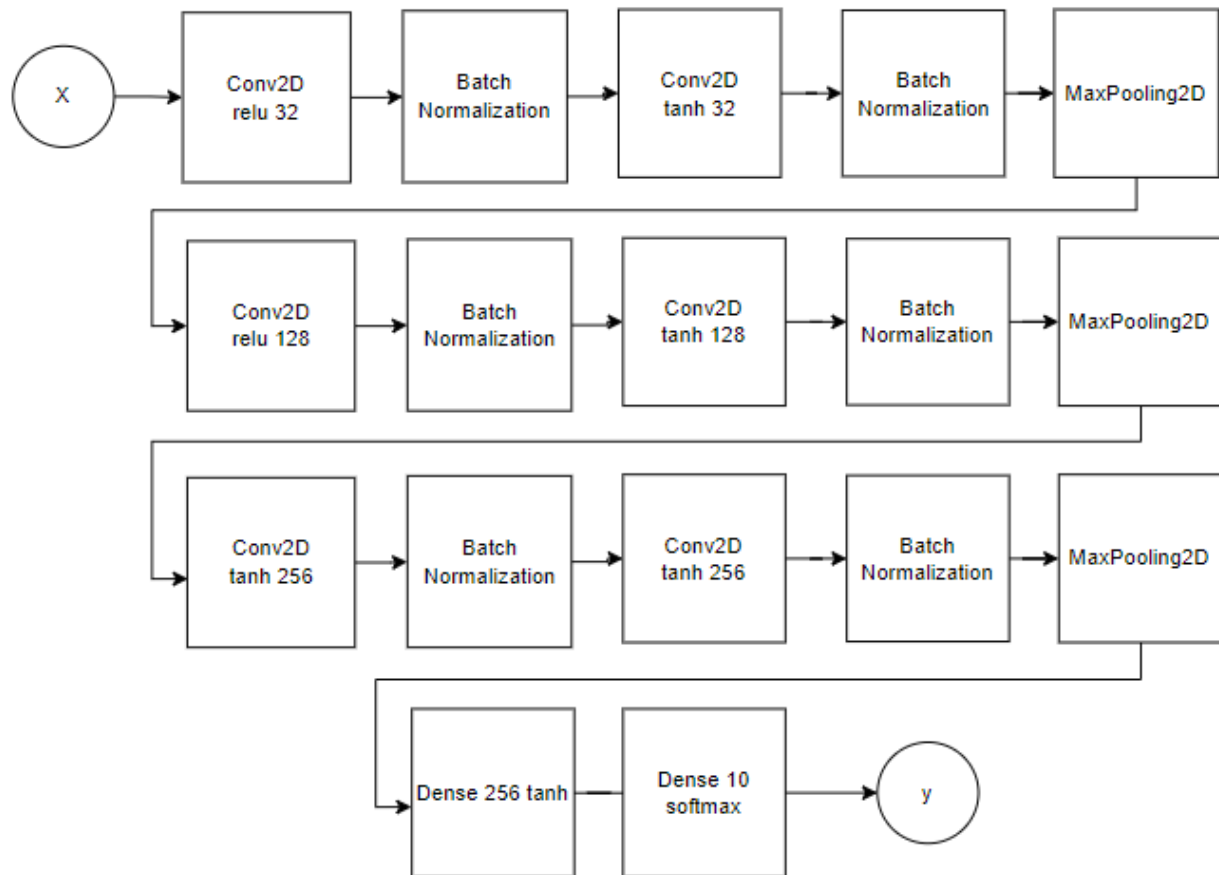 X
Conv2D
relu 32
Batch
Normalization
Conv2D
tanh 32
Batch
Normalization
MaxPooling2D
Conv2D
relu 128
Batch
Normalization
Conv2D
tanh 128
Batch
Normalization
MaxPooling2D
Conv2D
tanh 256
Batch
Normalization
Conv2D
tanh 256
Batch
Normalization
MaxPooling2D
Dense 256 tanh
Dense 10
softmax
y